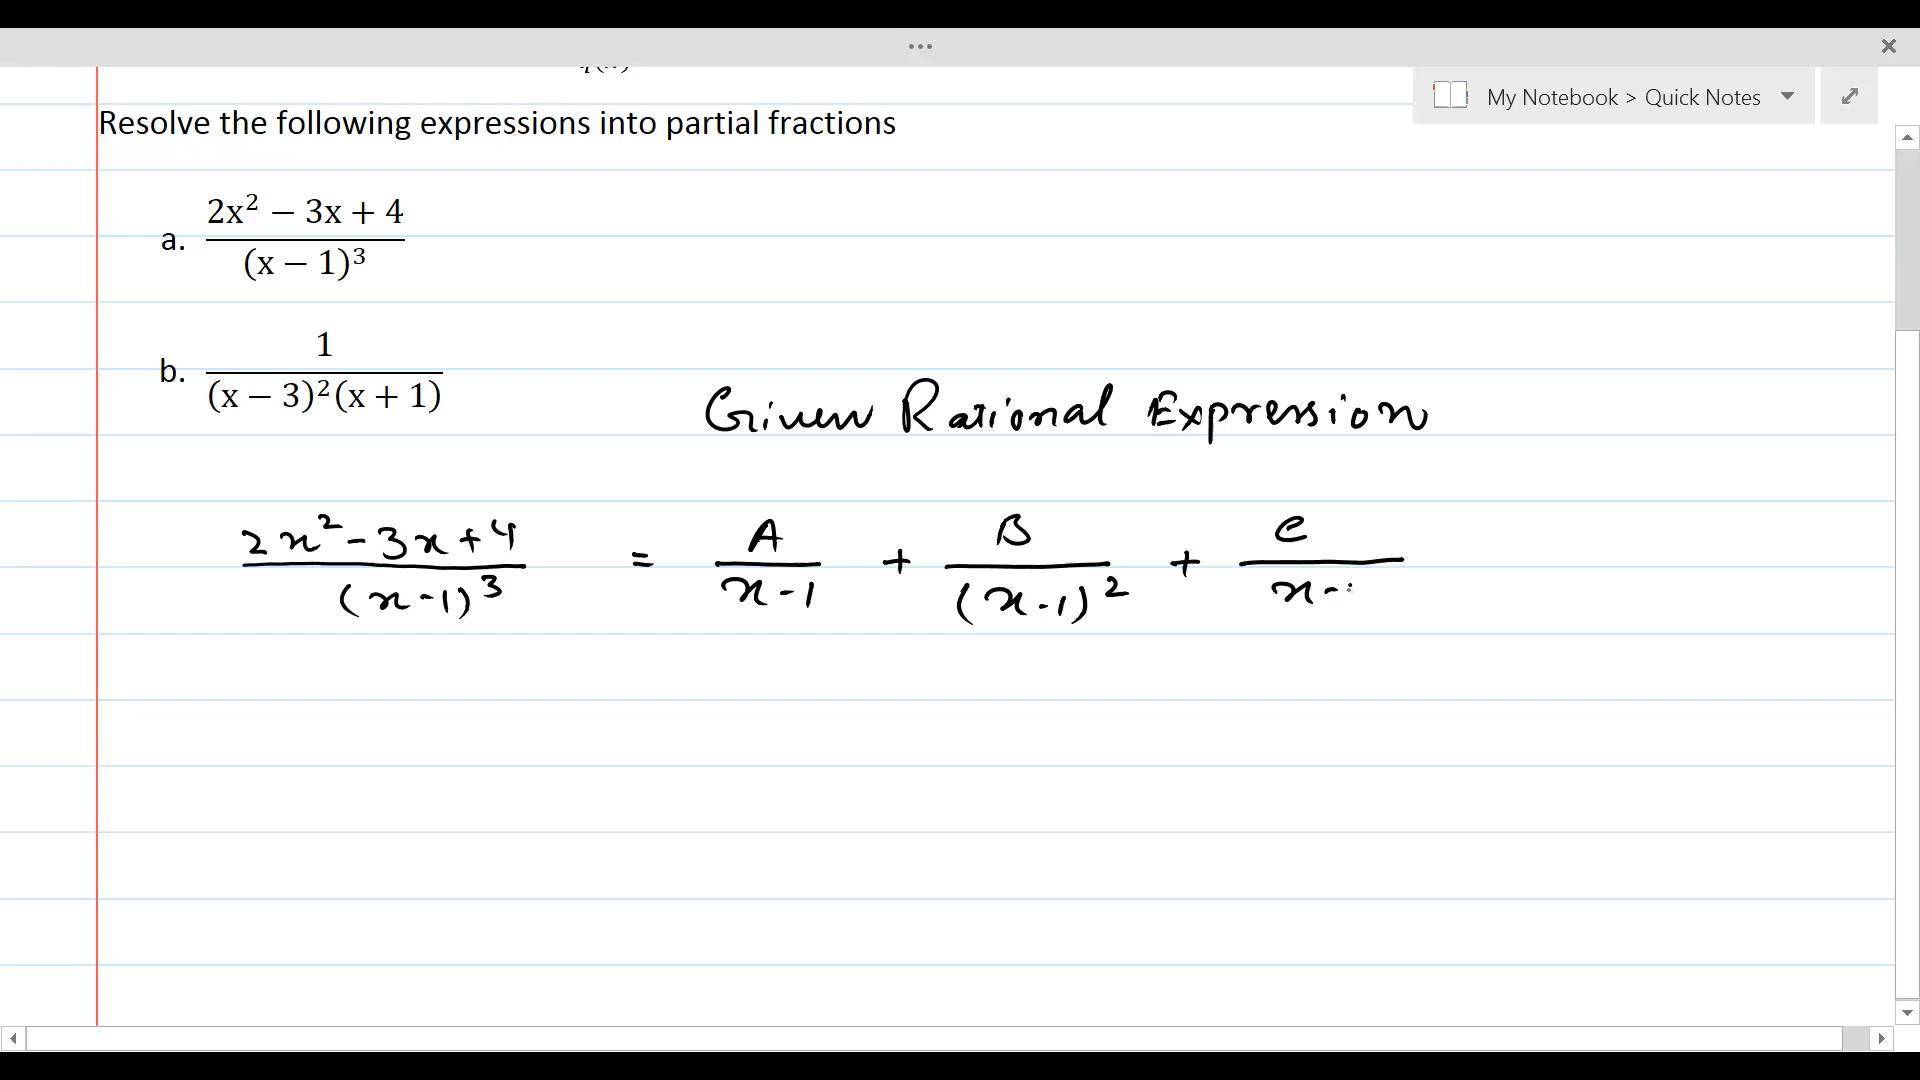 My Notebook > Quick Notes
Resolve the following expressions into partial fractions
a. (2x² − 3x + 4)/(x − 1)³
b. 1/((x − 3)²(x + 1))
Given Rational Expression
(2x² - 3x + 4)/(x - 1)³ = A/(x - 1) + B/(x - 1)² + C/(x -